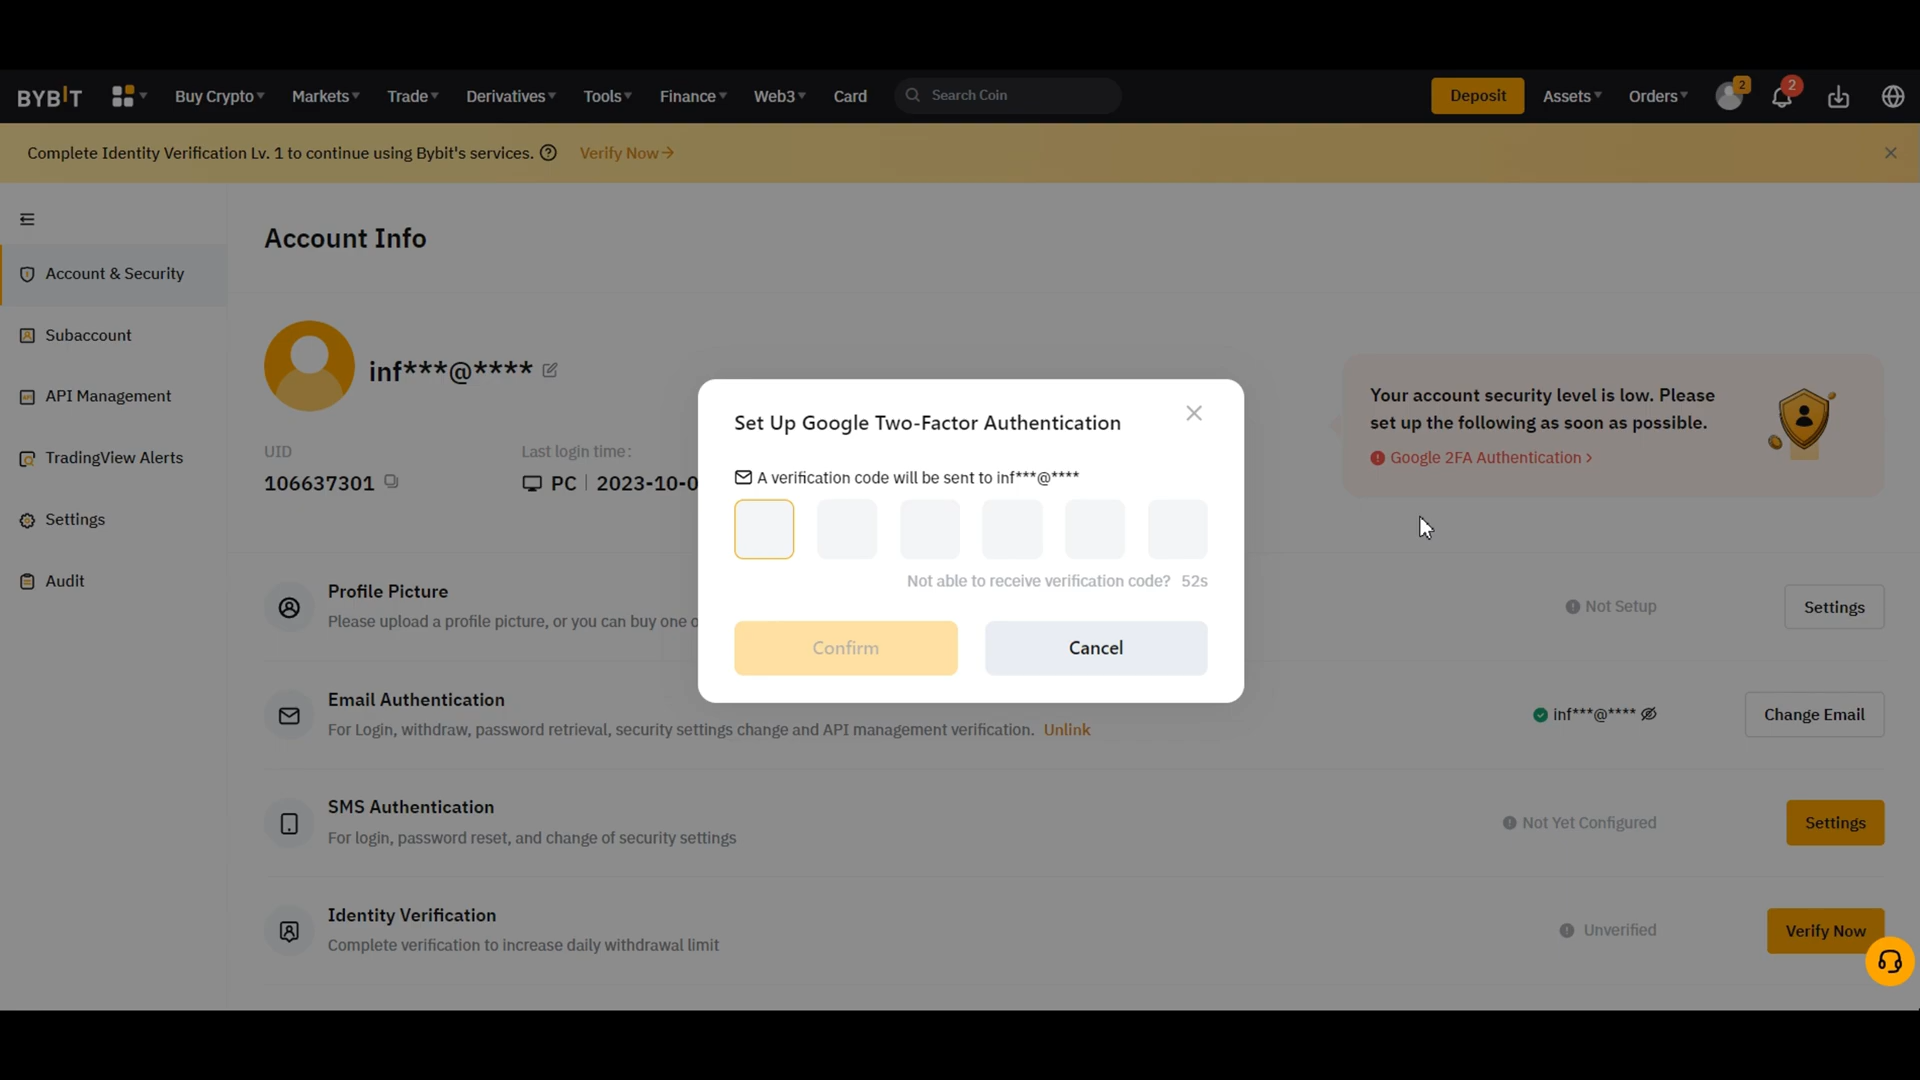 BYBIT
Buy Crypto
Markets
Trade
Derivatives
Tools
Finance
Web3
Card
Search Coin
Deposit
Assets
Orders
2
2
Complete Identity Verification Lv. 1 to continue using Bybit's services. ? Verify Now →
Account & Security
Subaccount
API Management
TradingView Alerts
Settings
Audit
Account Info
inf***@****
UID
106637301
Last login time:
PC | 2023-10-0
Your account security level is low. Please
set up the following as soon as possible.
Google 2FA Authentication >
Set Up Google Two-Factor Authentication
A verification code will be sent to inf***@****
Not able to receive verification code? 52s
Confirm
Cancel
Profile Picture
Please upload a profile picture, or you can buy one o
Not Setup
Settings
Email Authentication
For Login, withdraw, password retrieval, security settings change and API management verification. Unlink
inf***@****
Change Email
SMS Authentication
For login, password reset, and change of security settings
Not Yet Configured
Settings
Identity Verification
Complete verification to increase daily withdrawal limit
Unverified
Verify Now